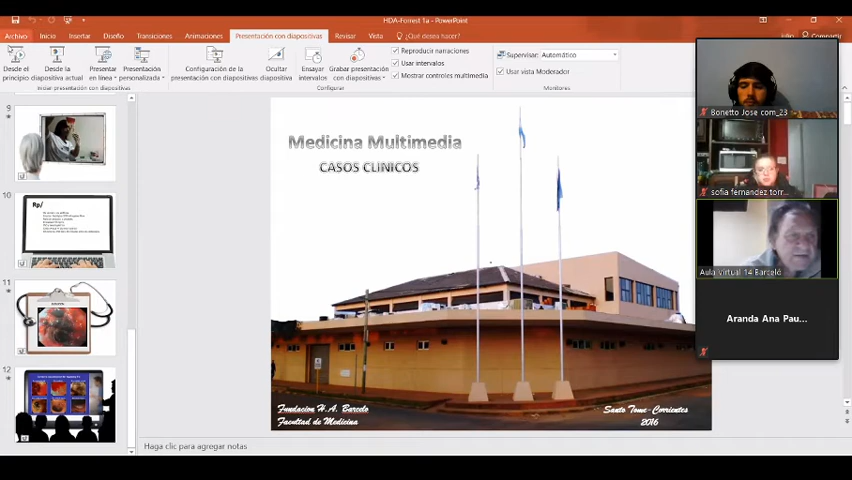 HDA-Forrest 1a - PowerPoint
Archivo Inicio Insertar Diseño Transiciones Animaciones Presentación con diapositivas Revisar Vista ¿Qué desea hacer? Compartir
Desde el principio
Desde la diapositiva actual
Presentar en línea
Presentación personalizada
Iniciar presentación con diapositivas
Configuración de la presentación con diapositivas
Ocultar diapositiva
Ensayar intervalos
Grabar presentación con diapositivas
Reproducir narraciones
Usar intervalos
Mostrar controles multimedia
Configurar
Supervisar: Automático
Usar vista Moderador
Monitores
9
10
Rp/
11
12
Medicina Multimedia
CASOS CLINICOS
Fundacion H.A. Barcelo
Facultad de Medicina
Santo Tome-Corrientes
2016
Haga clic para agregar notas
Bonetto Jose com_23
sofia fernandez torr...
Aula Virtual 14 Barceló
Aranda Ana Pau...